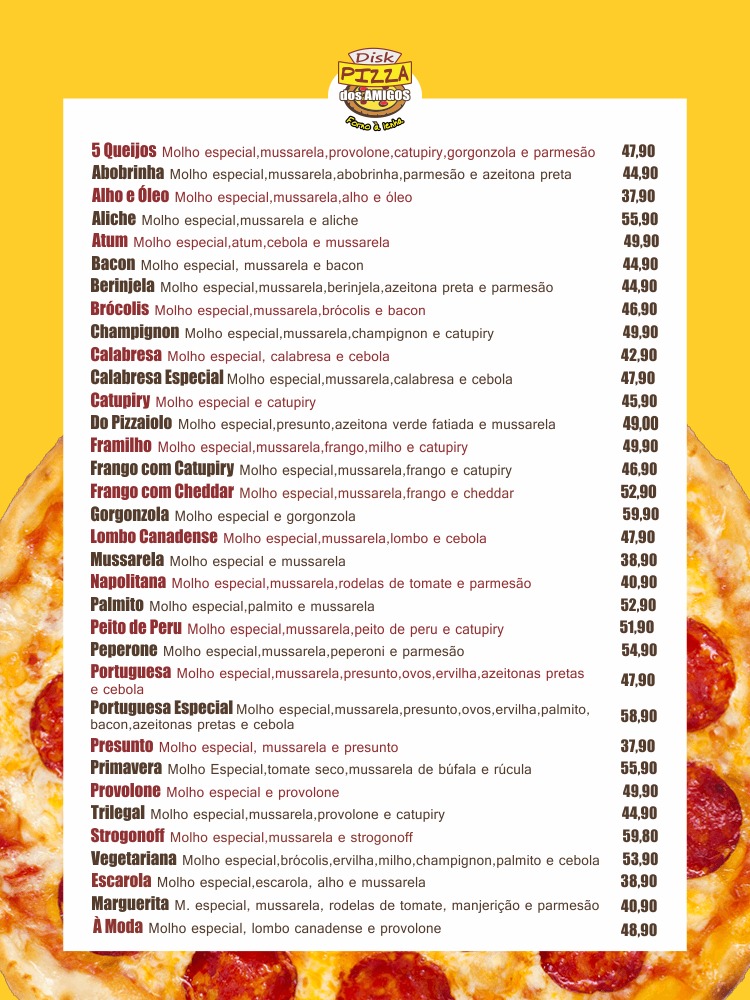 Disk
PIZZA
dos AMIGOS
Forno à lenha
5 Queijos Molho especial,mussarela,provolone,catupiry,gorgonzola e parmesão 47,90
Abobrinha Molho especial,mussarela,abobrinha,parmesão e azeitona preta 44,90
Alho e Óleo Molho especial,mussarela,alho e óleo 37,90
Aliche Molho especial,mussarela e aliche 55,90
Atum Molho especial,atum,cebola e mussarela 49,90
Bacon Molho especial, mussarela e bacon 44,90
Berinjela Molho especial,mussarela,berinjela,azeitona preta e parmesão 44,90
Brócolis Molho especial,mussarela,brócolis e bacon 46,90
Champignon Molho especial,mussarela,champignon e catupiry 49,90
Calabresa Molho especial, calabresa e cebola 42,90
Calabresa Especial Molho especial,mussarela,calabresa e cebola 47,90
Catupiry Molho especial e catupiry 45,90
Do Pizzaiolo Molho especial,presunto,azeitona verde fatiada e mussarela 49,00
Framilho Molho especial,mussarela,frango,milho e catupiry 49,90
Frango com Catupiry Molho especial,mussarela,frango e catupiry 46,90
Frango com Cheddar Molho especial,mussarela,frango e cheddar 52,90
Gorgonzola Molho especial e gorgonzola 59,90
Lombo Canadense Molho especial,mussarela,lombo e cebola 47,90
Mussarela Molho especial e mussarela 38,90
Napolitana Molho especial,mussarela,rodelas de tomate e parmesão 40,90
Palmito Molho especial,palmito e mussarela 52,90
Peito de Peru Molho especial,mussarela,peito de peru e catupiry 51,90
Peperone Molho especial,mussarela,peperoni e parmesão 54,90
Portuguesa Molho especial,mussarela,presunto,ovos,ervilha,azeitonas pretas
e cebola 47,90
Portuguesa Especial Molho especial,mussarela,presunto,ovos,ervilha,palmito,
bacon,azeitonas pretas e cebola 58,90
Presunto Molho especial, mussarela e presunto 37,90
Primavera Molho Especial,tomate seco,mussarela de búfala e rúcula 55,90
Provolone Molho especial e provolone 49,90
Trilegal Molho especial,mussarela,provolone e catupiry 44,90
Strogonoff Molho especial,mussarela e strogonoff 59,80
Vegetariana Molho especial,brócolis,ervilha,milho,champignon,palmito e cebola 53,90
Escarola Molho especial,escarola, alho e mussarela 38,90
Marguerita M. especial, mussarela, rodelas de tomate, manjerição e parmesão 40,90
À Moda Molho especial, lombo canadense e provolone 48,90